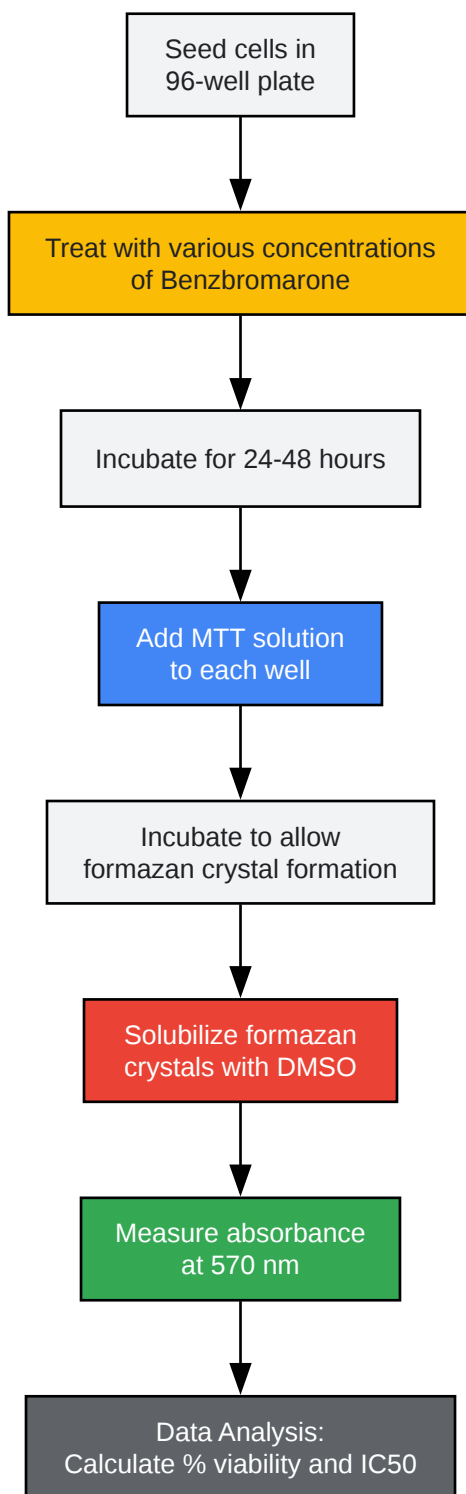 Seed cells in
96-well plate
Treat with various concentrations
of Benzbromarone
Incubate for 24-48 hours
Add MTT solution
to each well
Incubate to allow
formazan crystal formation
Solubilize formazan
crystals with DMSO
Measure absorbance
at 570 nm
Data Analysis:
Calculate % viability and IC50